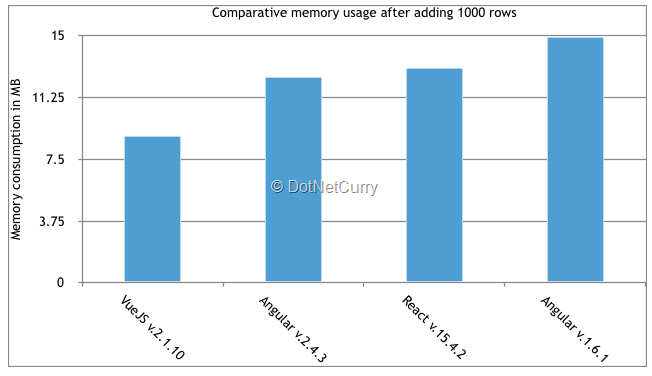 Comparative memory usage after adding 1000 rows
Memory consumption in MB
15
11.25
7.5
3.75
0
© DotNetCurry
VueJS v.2.1.10
Angular v.2.4.3
React v.15.4.2
Angular v.1.6.1